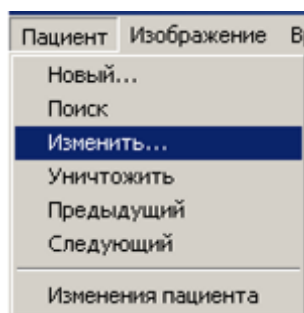 Пациент Изображение В
Новый...
Поиск
Изменить...
Уничтожить
Предыдущий
Следующий
Изменения пациента